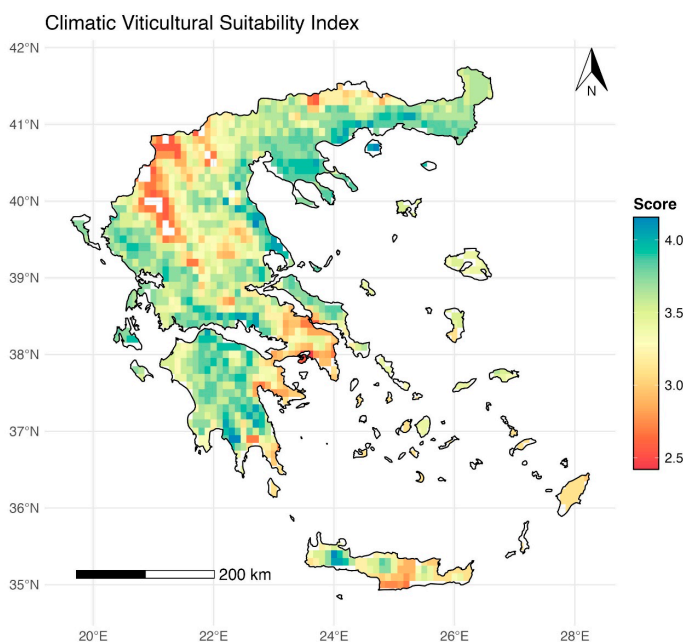 Climatic Viticultural Suitability Index
42°N
41°N
40°N
39°N
38°N
37°N
36°N
35°N
N
Score
4.0
3.5
3.0
2.5
200 km
20°E
22°E
24°E
26°E
28°E